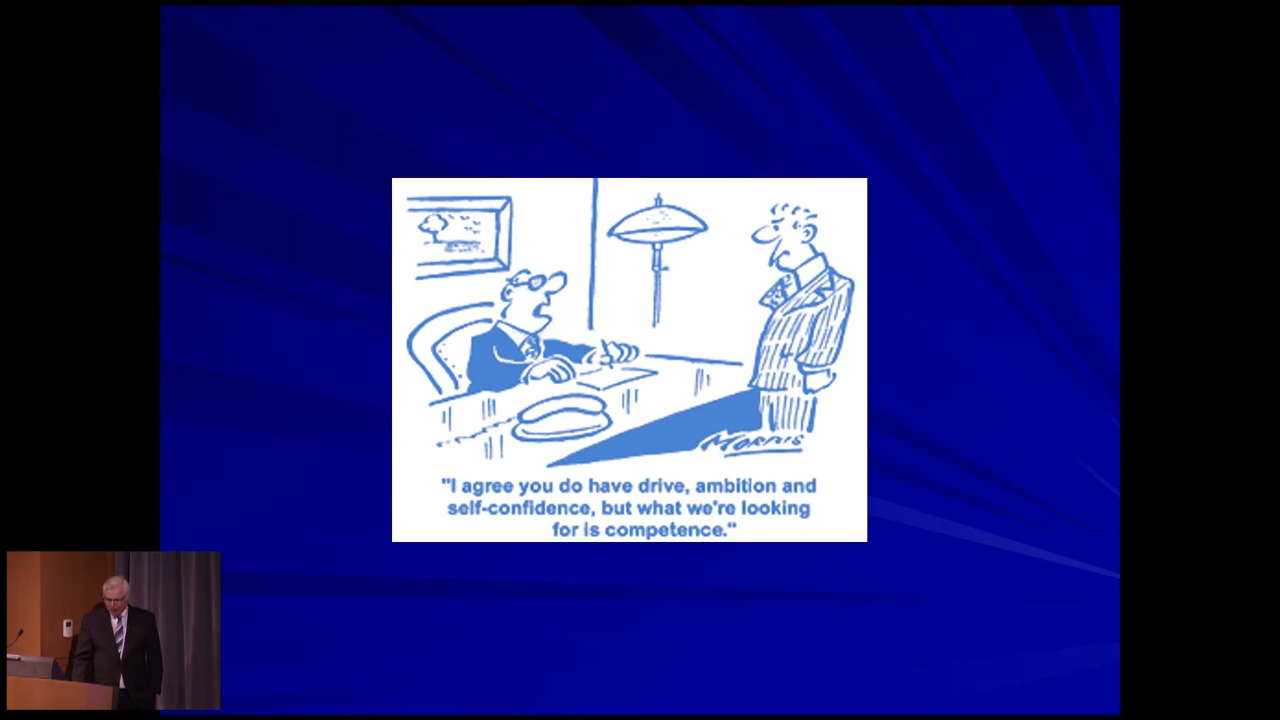 MORRIS
"I agree you do have drive, ambition and
self-confidence, but what we're looking
for is competence."